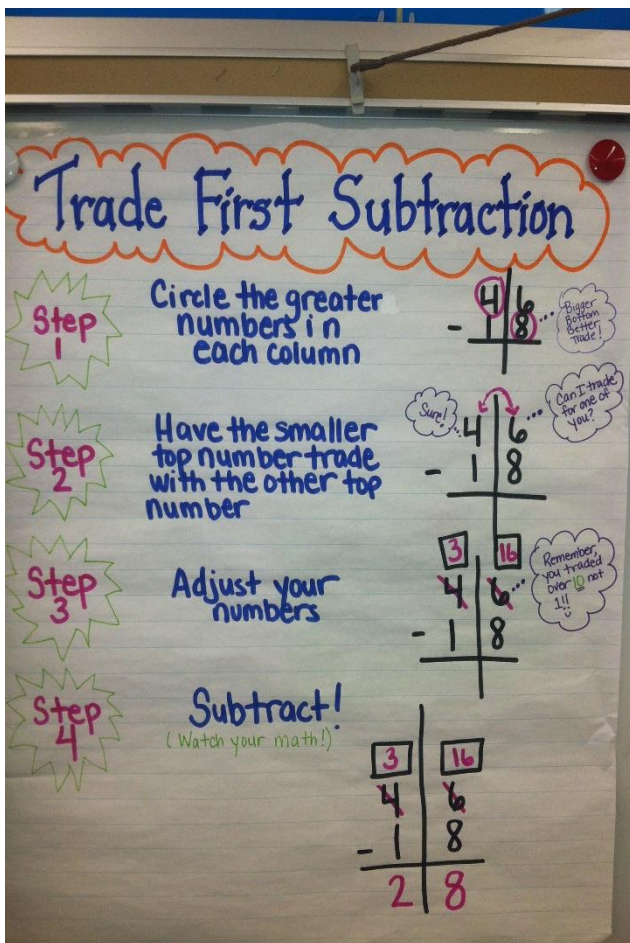 Trade First Subtraction
Step
1
Circle the greater
numbers in
each column
4 6
- 1 8
Bigger
Bottom
Better
Trade!
Step
2
Have the smaller
top number trade
with the other top
number
Sure!
Can I trade
for one of
you?
4 6
- 1 8
Step
3
Adjust your
numbers
3 16
4 6
- 1 8
Remember,
you traded
over 10 not
1!!
Step
4
Subtract!
(Watch your math!)
3 16
4 6
- 1 8
2 8